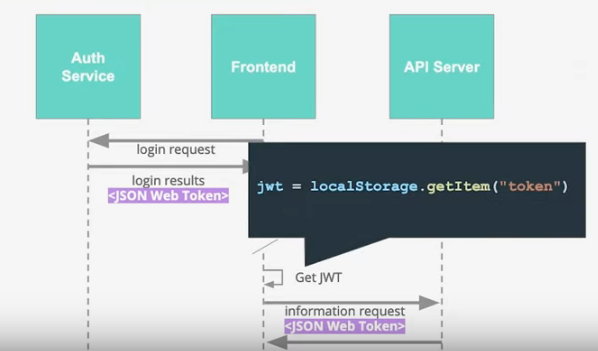 Auth
Service
Frontend
API Server
login request
login results
<JSON Web Token>
jwt = localStorage.getItem("token")
Get JWT
information request
<JSON Web Token>